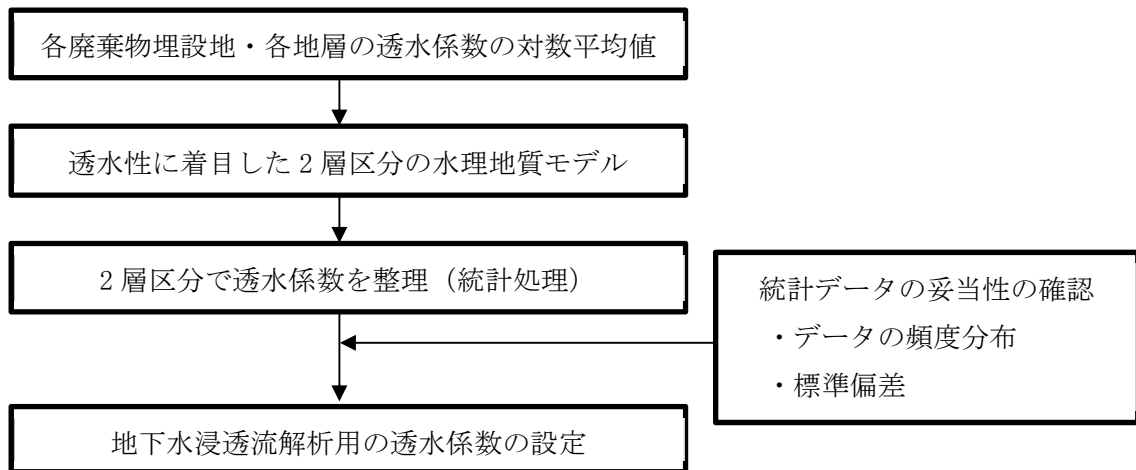 各廃棄物埋設地・各地層の透水係数の対数平均値
透水性に着目した 2 層区分の水理地質モデル
2 層区分で透水係数を整理（統計処理）
統計データの妥当性の確認
・データの頻度分布
・標準偏差
地下水浸透流解析用の透水係数の設定